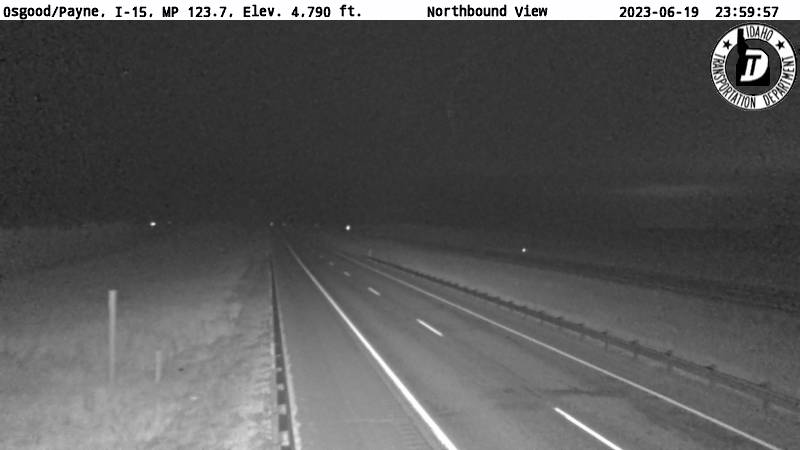 Osgood/Payne, I-15, MP 123.7, Elev. 4,790 ft. Northbound View 2023-06-19 23:59:57
IDAHO
TRANSPORTATION DEPARTMENT